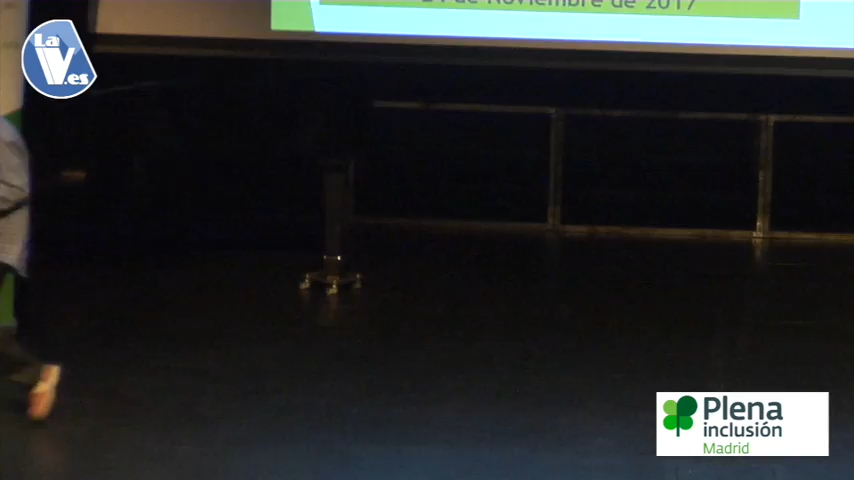 de Noviembre de 2017
La
V.es
Plena
inclusión
Madrid